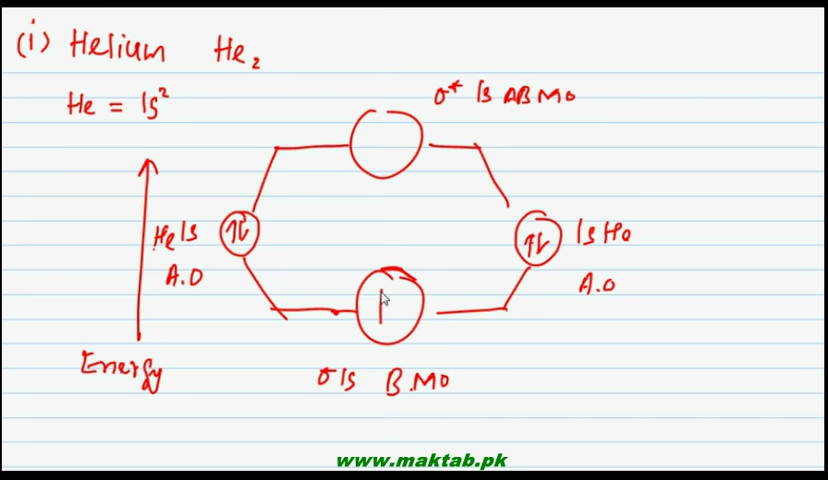 (i) Helium He₂
He = 1s²
σ* 1s ABMO
He 1s
A.O
1s He
A.O
Energy
σ1s B.MO
www.maktab.pk